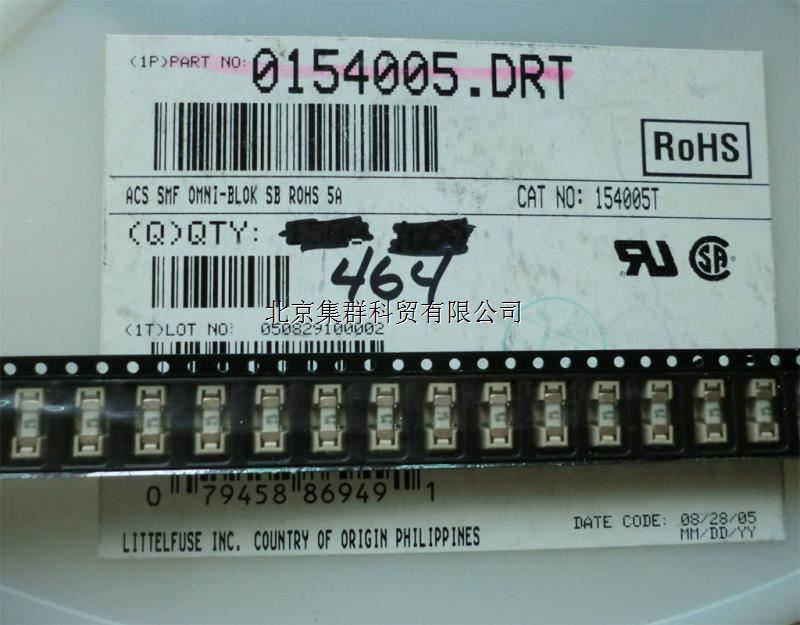 (1P)PART NO: 0154005.DRT
RoHS
ACS SMF OMNI-BLOK SB ROHS 5A
CAT NO: 154005T
(Q)QTY:
464
北京集群科贸有限公司
(1T)LOT NO: 050829100002
0 79458 86949 1
DATE CODE: 08/28/05
MM/DD/YY
LITTELFUSE INC. COUNTRY OF ORIGIN PHILIPPINES